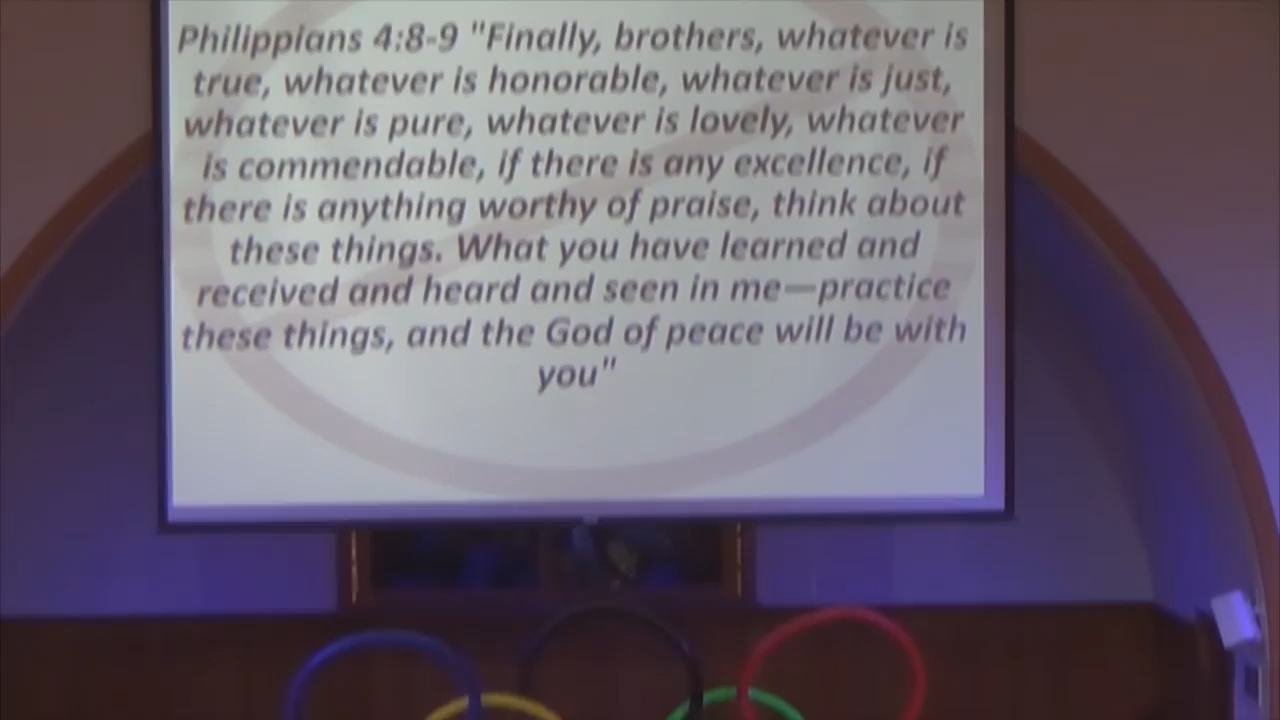 Philippians 4:8-9 "Finally, brothers, whatever is
true, whatever is honorable, whatever is just,
whatever is pure, whatever is lovely, whatever
is commendable, if there is any excellence, if
there is anything worthy of praise, think about
these things. What you have learned and
received and heard and seen in me—practice
these things, and the God of peace will be with
you"